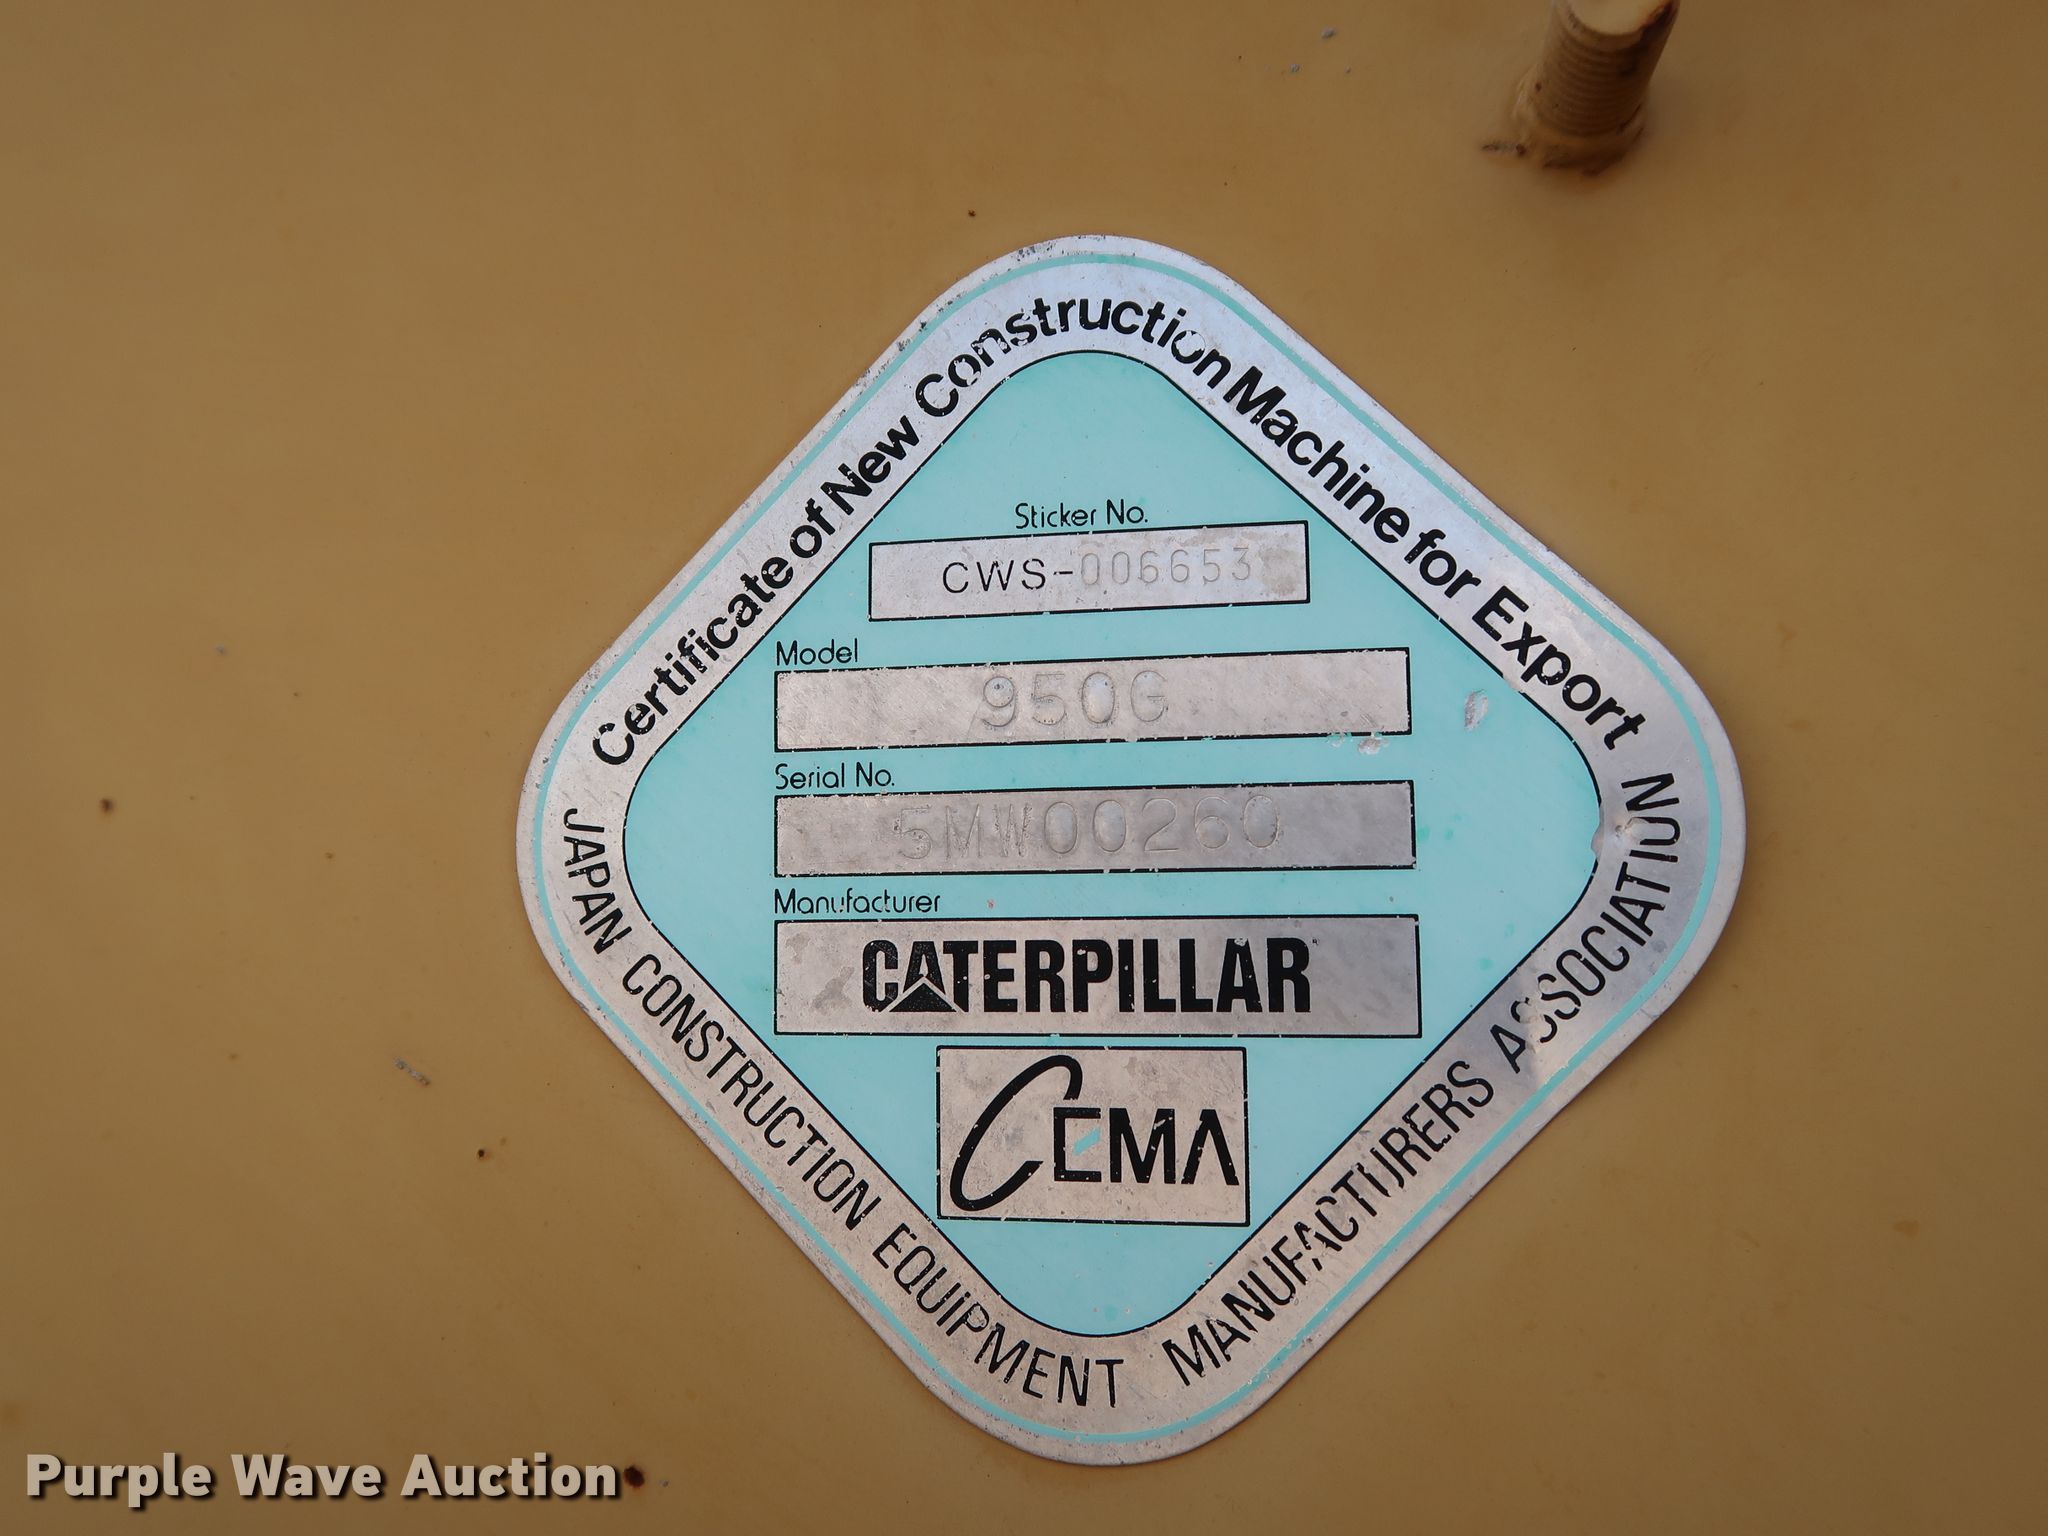 Certificate of New Construction Machine for Export
Sticker No.
CWS-006653
Model
950G
Serial No.
5MW00260
Manufacturer
CATERPILLAR
CEMA
JAPAN CONSTRUCTION EQUIPMENT MANUFACTURERS ASSOCIATION
Purple Wave Auction